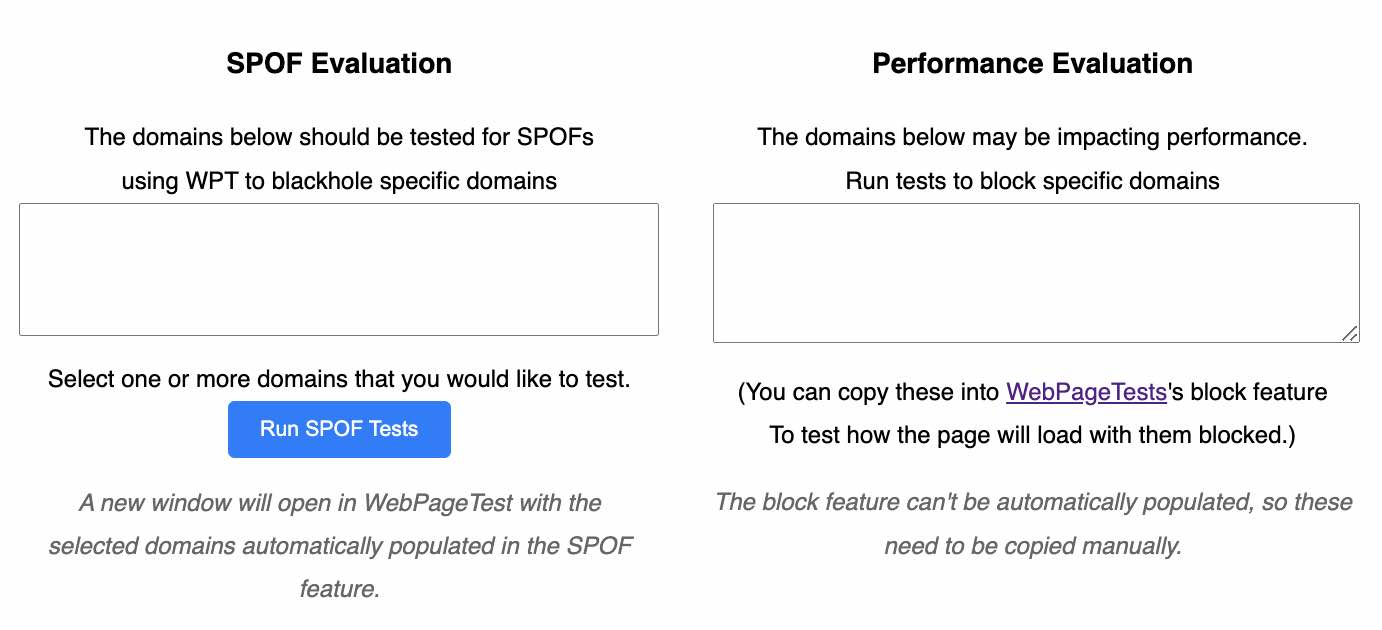 SPOF Evaluation
The domains below should be tested for SPOFs
using WPT to blackhole specific domains
Select one or more domains that you would like to test.
Run SPOF Tests
A new window will open in WebPageTest with the
selected domains automatically populated in the SPOF
feature.
Performance Evaluation
The domains below may be impacting performance.
Run tests to block specific domains
(You can copy these into WebPageTests's block feature
To test how the page will load with them blocked.)
The block feature can't be automatically populated, so these
need to be copied manually.